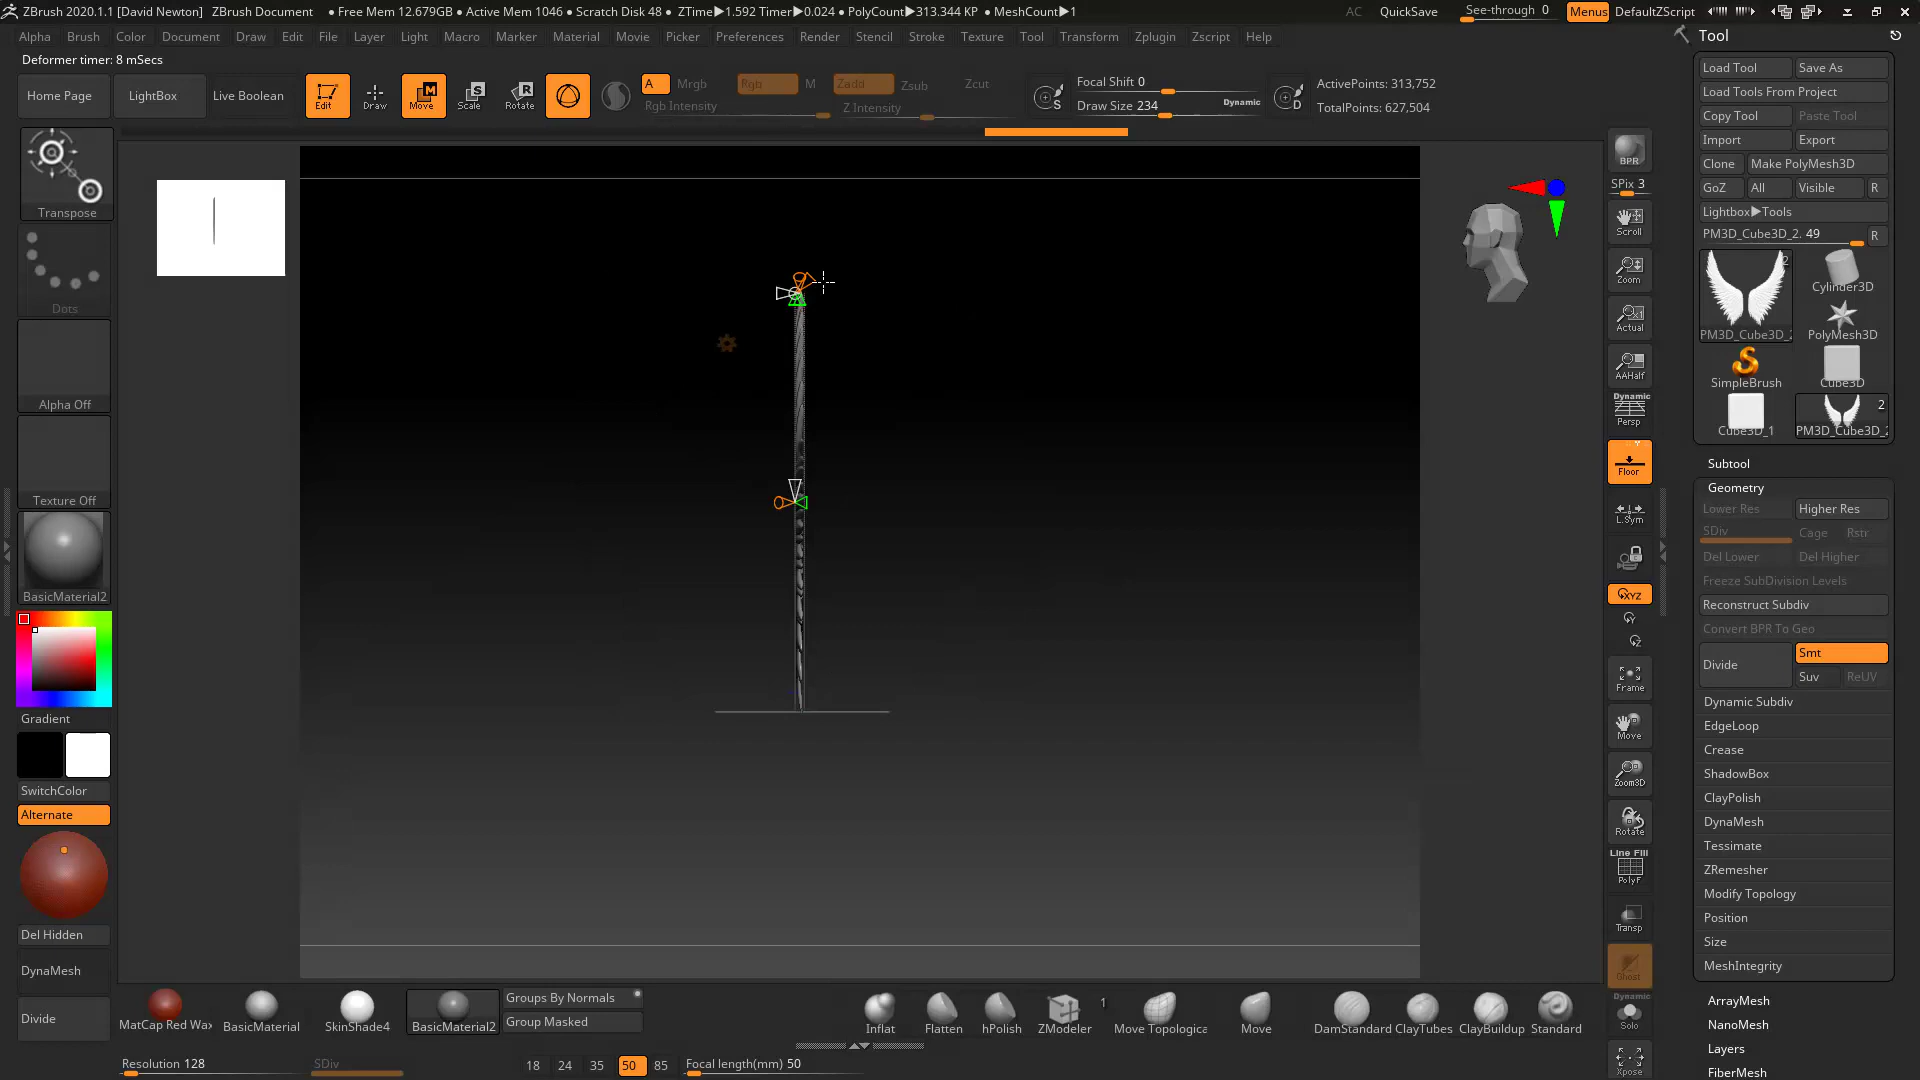 ZBrush 2020.1.1 [David Newton] ZBrush Document ● Free Mem 12.679GB ● Active Mem 1046 ● Scratch Disk 48 ● ZTime▶1.592 Timer▶0.024 ● PolyCount▶313.344 KP ● MeshCount▶1 AC QuickSave See-through 0 Menus DefaultZScript
Alpha Brush Color Document Draw Edit File Layer Light Macro Marker Material Movie Picker Preferences Render Stencil Stroke Texture Tool Transform Zplugin Zscript Help
Deformer timer: 8 mSecs
Home Page LightBox Live Boolean Edit Draw Move Scale Rotate
A Mrgb Rgb M Zadd Zsub Zcut
Rgb Intensity Z Intensity
S Focal Shift 0
Draw Size 234 Dynamic D
ActivePoints: 313,752
TotalPoints: 627,504
Transpose
Dots
Alpha Off
Texture Off
BasicMaterial2
Gradient
SwitchColor
Alternate
Del Hidden
DynaMesh
Divide
BPR
SPix 3
Scroll
Zoom
Actual
AAHalf
Dynamic
Persp
Floor
L.Sym
XYZ
Y
Z
Frame
Move
Zoom3D
Rotate
Line Fill
PolyF
Transp
Ghost
Dynamic
Solo
Xpose
Tool
Load Tool Save As
Load Tools From Project
Copy Tool Paste Tool
Import Export
Clone Make PolyMesh3D
GoZ All Visible R
Lightbox▶Tools
PM3D_Cube3D_2. 49 R
2
PM3D_Cube3D_2 Cylinder3D
PolyMesh3D
SimpleBrush Cube3D
2
Cube3D_1 PM3D_Cube3D_2
Subtool
Geometry
Lower Res Higher Res
SDiv Cage Rstr
Del Lower Del Higher
Freeze SubDivision Levels
Reconstruct Subdiv
Convert BPR To Geo
Divide Smt
Suv ReUV
Dynamic Subdiv
EdgeLoop
Crease
ShadowBox
ClayPolish
DynaMesh
Tessimate
ZRemesher
Modify Topology
Position
Size
MeshIntegrity
ArrayMesh
NanoMesh
Layers
FiberMesh
MatCap Red Wax BasicMaterial SkinShade4 BasicMaterial2
Groups By Normals
Group Masked
Inflat Flatten hPolish ZModeler 1 Move Topologica Move DamStandard ClayTubes ClayBuildup Standard
Resolution 128 SDiv 18 24 35 50 85 Focal length(mm) 50